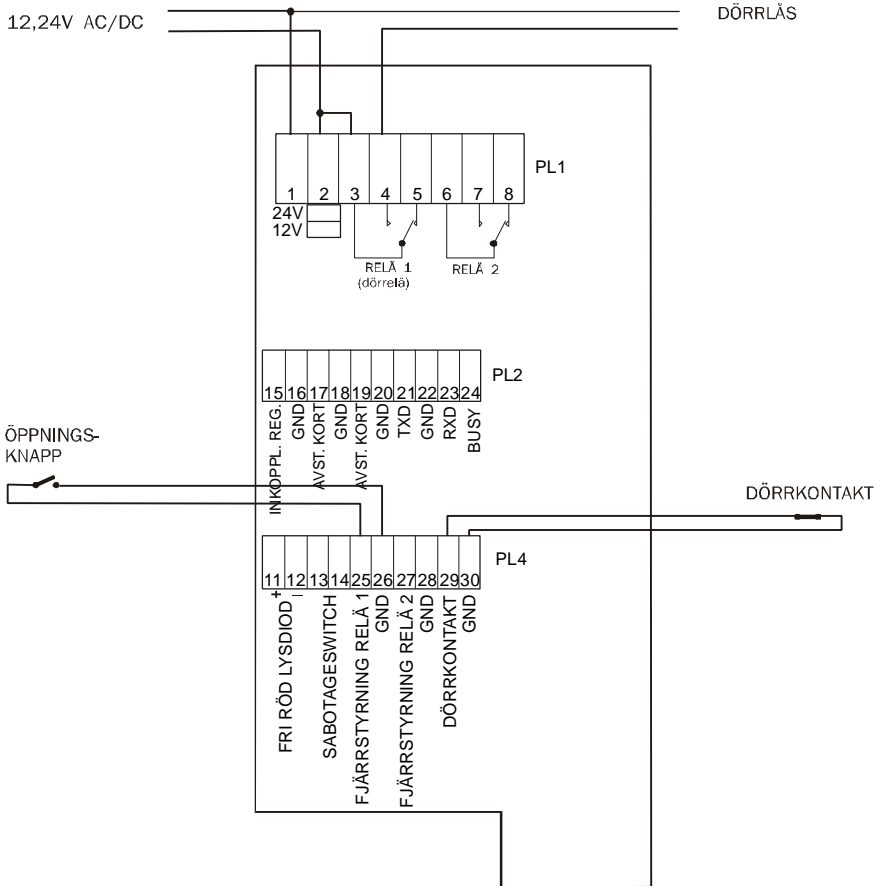 12,24V AC/DC
DÖRRLÅS
PL1
1 2 3 4 5 6 7 8
24V
12V
RELÄ 1
(dörrelä)
RELÄ 2
PL2
15 16 17 18 19 20 21 22 23 24
INKOPPL. REG.
GND
AVST. KORT
GND
AVST. KORT
GND
TXD
GND
RXD
BUSY
ÖPPNINGS-
KNAPP
DÖRRKONTAKT
PL4
11 12 13 14 25 26 27 28 29 30
+
–
FRI RÖD LYSDIOD
SABOTAGESWITCH
FJÄRRSTYRNING RELÄ 1
GND
FJÄRRSTYRNING RELÄ 2
GND
DÖRRKONTAKT
GND